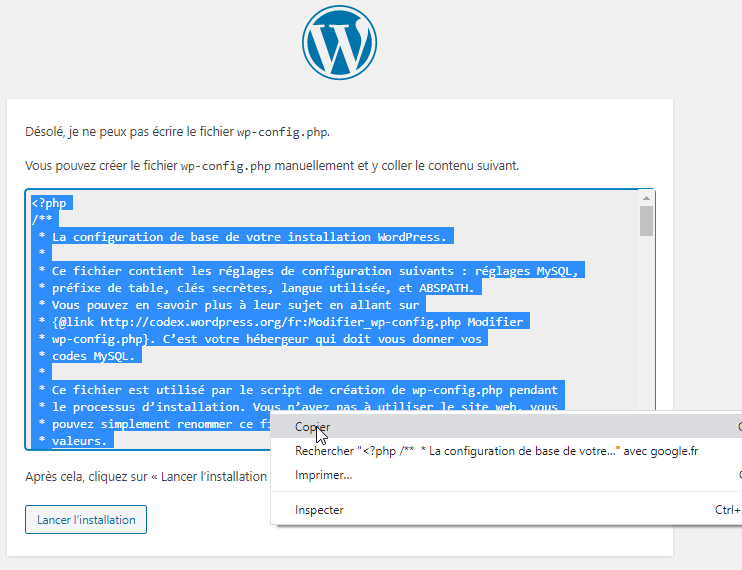 Désolé, je ne peux pas écrire le fichier wp-config.php.
Vous pouvez créer le fichier wp-config.php manuellement et y coller le contenu suivant.
<?php
/**
 * La configuration de base de votre installation WordPress.
 *
 * Ce fichier contient les réglages de configuration suivants : réglages MySQL,
 * préfixe de table, clés secrètes, langue utilisée, et ABSPATH.
 * Vous pouvez en savoir plus à leur sujet en allant sur
 * {@link http://codex.wordpress.org/fr:Modifier_wp-config.php Modifier
 * wp-config.php}. C’est votre hébergeur qui doit vous donner vos
 * codes MySQL.
 *
 * Ce fichier est utilisé par le script de création de wp-config.php pendant
 * le processus d’installation. Vous n’avez pas à utiliser le site web, vous
 * pouvez simplement renommer ce fi
 * valeurs.
Copier
Rechercher "<?php /** * La configuration de base de votre..." avec google.fr
Imprimer...
Inspecter Ctrl+
Après cela, cliquez sur « Lancer l’installation
Lancer l’installation